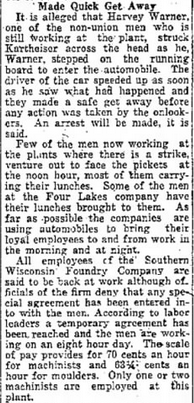 Made Quick Get Away
It is alleged that Harvey Warner,
one of the non-union men who is
still working at the plant, struck
Kartheiser across the head as he,
Warner, stepped on the running
board to enter the automobile. The
driver of the car speeded up as soon
as he saw what had happened and
they made a safe get away before
any action was taken by the onlook-
ers. An arrest will be made, it is
said.
Few of the men now working at
the plants where there is a strike,
venture out to face the pickets at
the noon hour, most of them carry-
ing their lunches. Some of the men
at the Four Lakes company have
their lunches brought to them. As
far as possible the companies are
using automobiles to bring their
loyal employees to and from work in
the morning and at night.
All employees of the Southern
Wisconsin Foundry Company are
said to be back at work although of-
ficials of the firm deny that any spe-
cial agreement has been entered in-
to with the men. According to labor
leaders a temporary agreement has
been reached and the men are work-
ing on an eight hour day. The scale
of pay provides for 70 cents an hour
for machinists and cents an
hour for moulders. Only one or two
machinists are employed at this
plant.